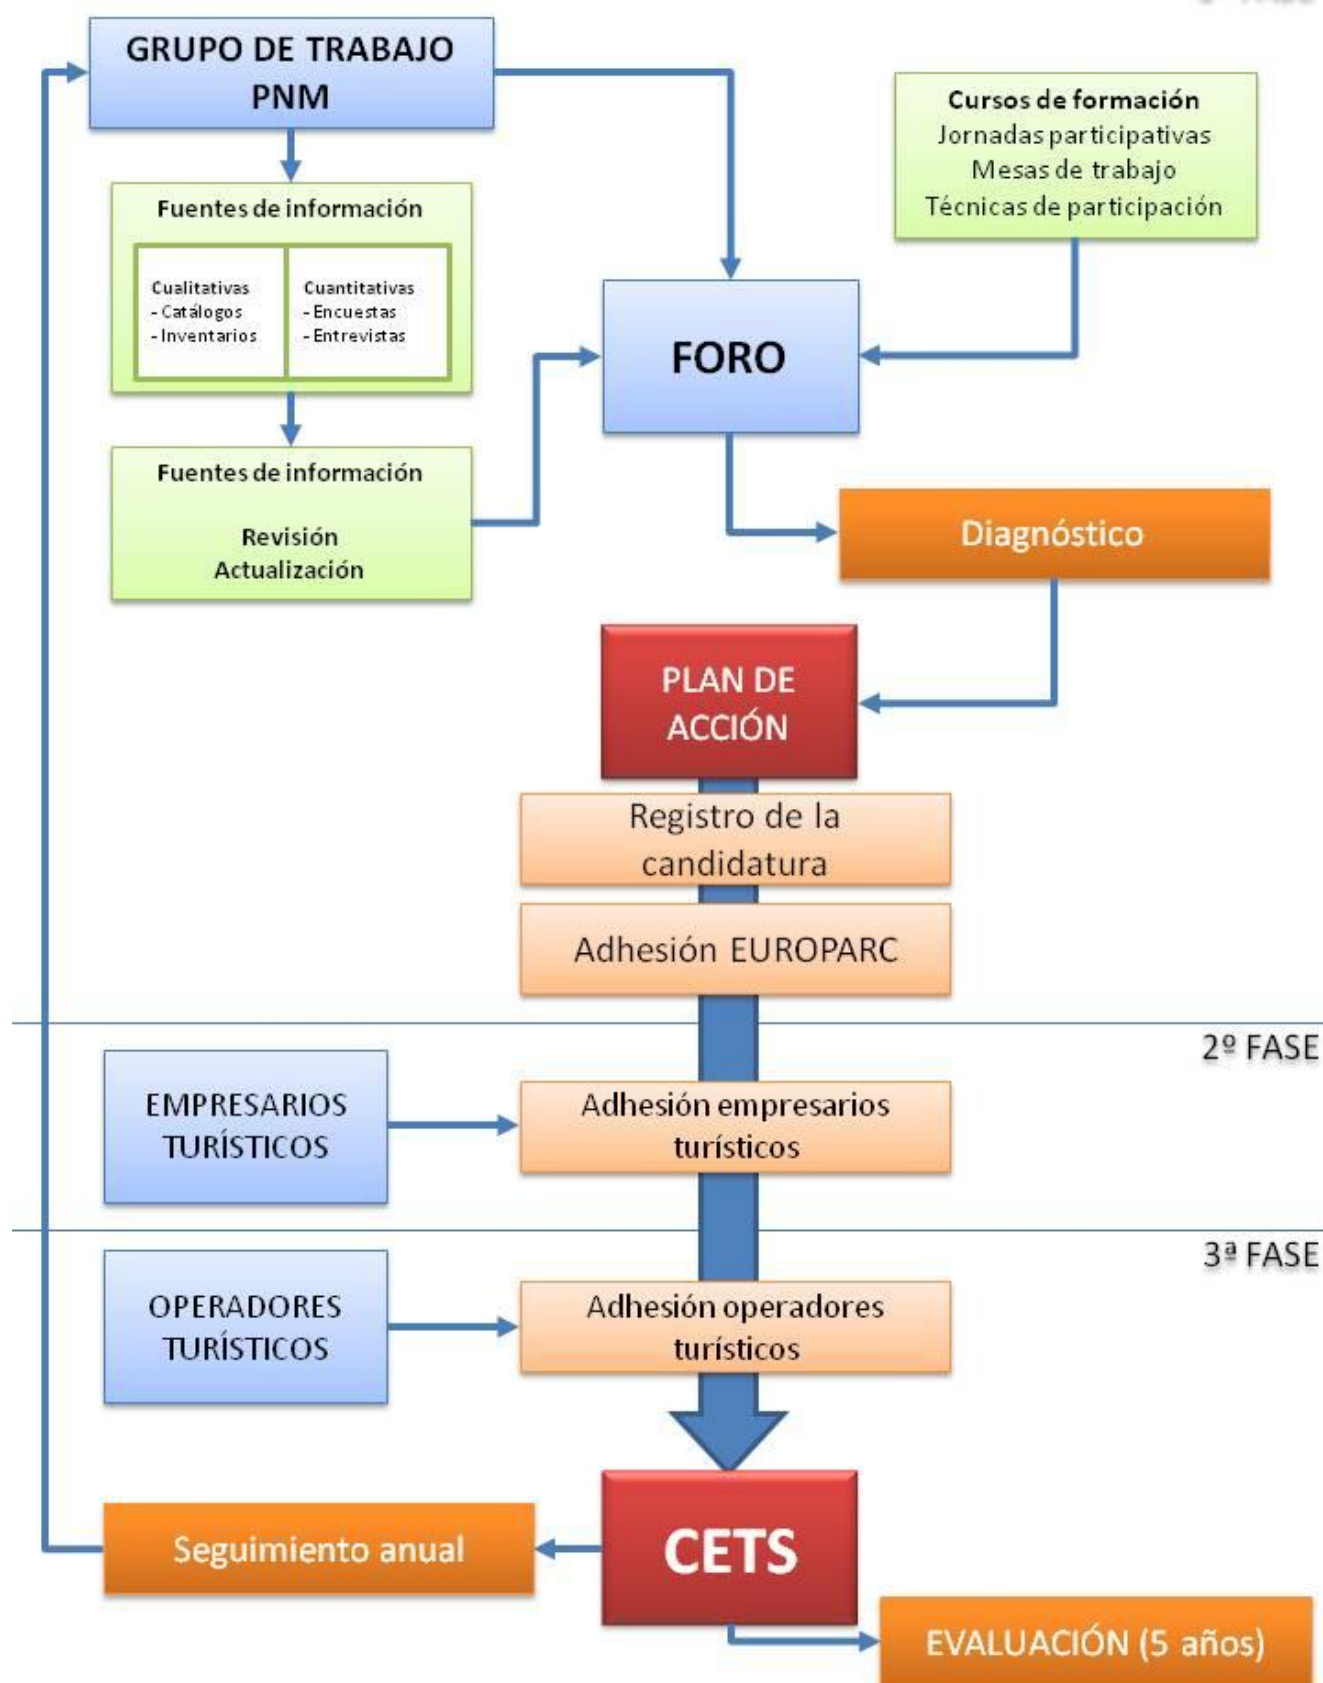 GRUPO DE TRABAJO
PNM
Cursos de formación
Jornadas participativas
Mesas de trabajo
Técnicas de participación
Fuentes de información
Cualitativas
- Catálogos
- Inventarios
Cuantitativas
- Encuestas
- Entrevistas
FORO
Fuentes de información
Revisión
Actualización
Diagnóstico
PLAN DE
ACCIÓN
Registro de la
candidatura
Adhesión EUROPARC
2º FASE
EMPRESARIOS
TURÍSTICOS
Adhesión empresarios
turísticos
3ª FASE
OPERADORES
TURÍSTICOS
Adhesión operadores
turísticos
CETS
Seguimiento anual
EVALUACIÓN (5 años)